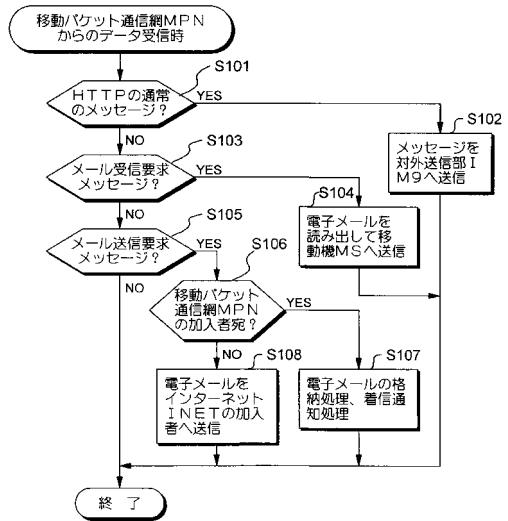 移動パケット通信網MPN
からのデータ受信時
S101
HTTPの通常
のメッセージ?
YES
NO
S102
メッセージを
対外送信部I
M9へ送信
S103
メール受信要求
メッセージ?
YES
NO
S104
電子メールを
読み出して移
動機MSへ送信
S105
メール送信要求
メッセージ?
YES
NO
S106
移動パケット
通信網MPN
の加入者宛?
YES
NO
S107
電子メールの格
納処理、着信通
知処理
S108
電子メールを
インターネット
INETの加入
者へ送信
終 了